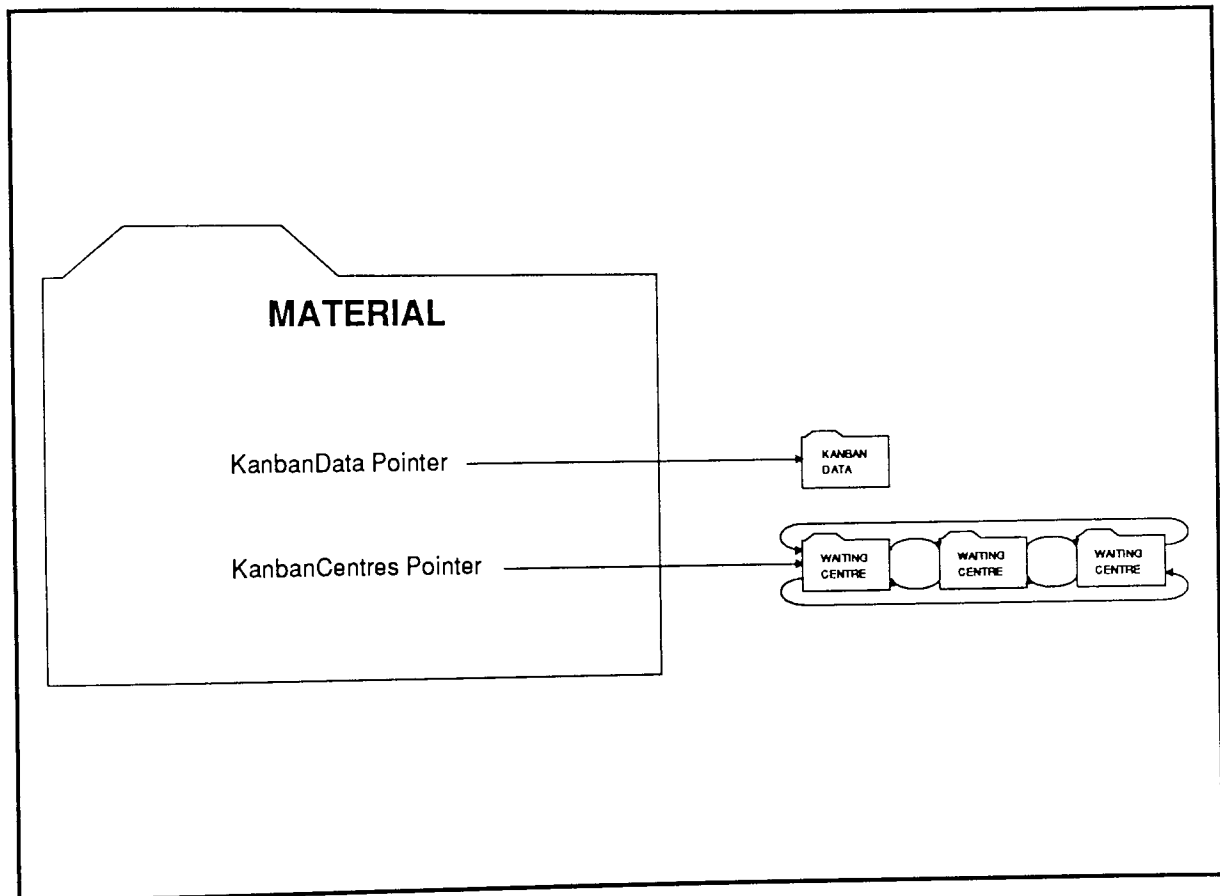 MATERIAL
KanbanData Pointer
KANBAN
DATA
KanbanCentres Pointer
WAITING
CENTRE
WAITING
CENTRE
WAITING
CENTRE